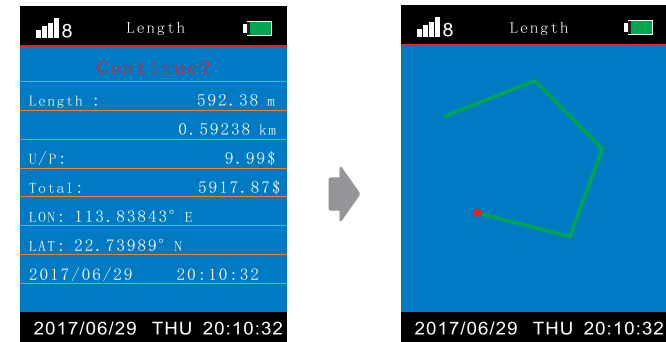 8 Length
Continue?
Length : 592.38 m
0.59238 km
U/P: 9.99$
Total: 5917.87$
LON: 113.83843° E
LAT: 22.73989° N
2017/06/29 20:10:32
2017/06/29 THU 20:10:32
8 Length
2017/06/29 THU 20:10:32